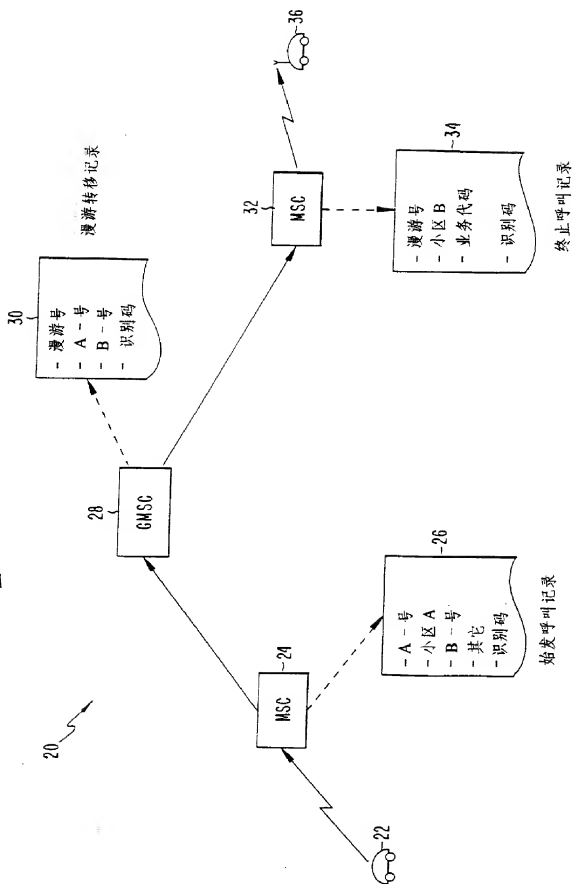 20
22
MSC
24
- A - 号
- 小区 A
- B - 号
- 其它
- 识别码
26
始发呼叫记录
28
GMSC
30
- 漫游号
- A - 号
- B - 号
- 识别码
漫游转移记录
32
MSC
36
- 漫游号
- 小区 B
- 业务代码
- 识别码
34
终止呼叫记录